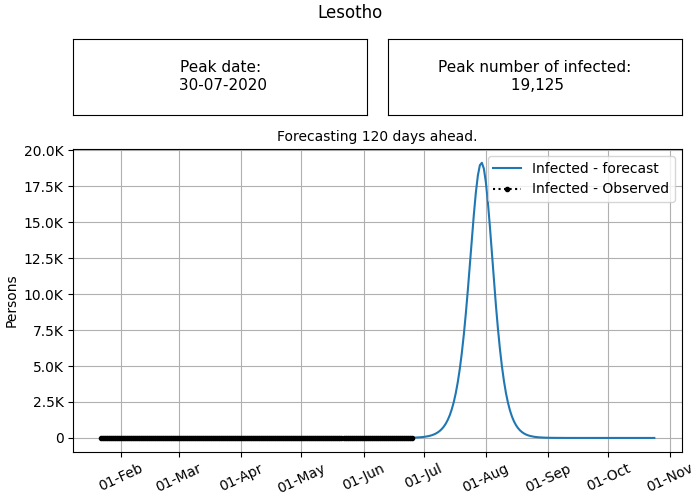 Lesotho
Peak date:
30-07-2020
Peak number of infected:
19,125
Forecasting 120 days ahead.
20.0K
17.5K
15.0K
12.5K
10.0K
7.5K
5.0K
2.5K
0
Persons
Infected - forecast
Infected - Observed
01-Feb
01-Mar
01-Apr
01-May
01-Jun
01-Jul
01-Aug
01-Sep
01-Oct
01-Nov